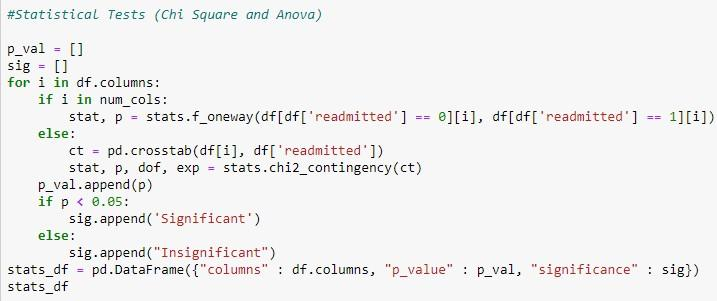 #Statistical Tests (Chi Square and Anova)
p_val = []
sig = []
for i in df.columns:
    if i in num_cols:
        stat, p = stats.f_oneway(df[df['readmitted'] == 0][i], df[df['readmitted'] == 1][i])
    else:
        ct = pd.crosstab(df[i], df['readmitted'])
        stat, p, dof, exp = stats.chi2_contingency(ct)
    p_val.append(p)
    if p < 0.05:
        sig.append('Significant')
    else:
        sig.append("Insignificant")
stats_df = pd.DataFrame({"columns" : df.columns, "p_value" : p_val, "significance" : sig})
stats_df